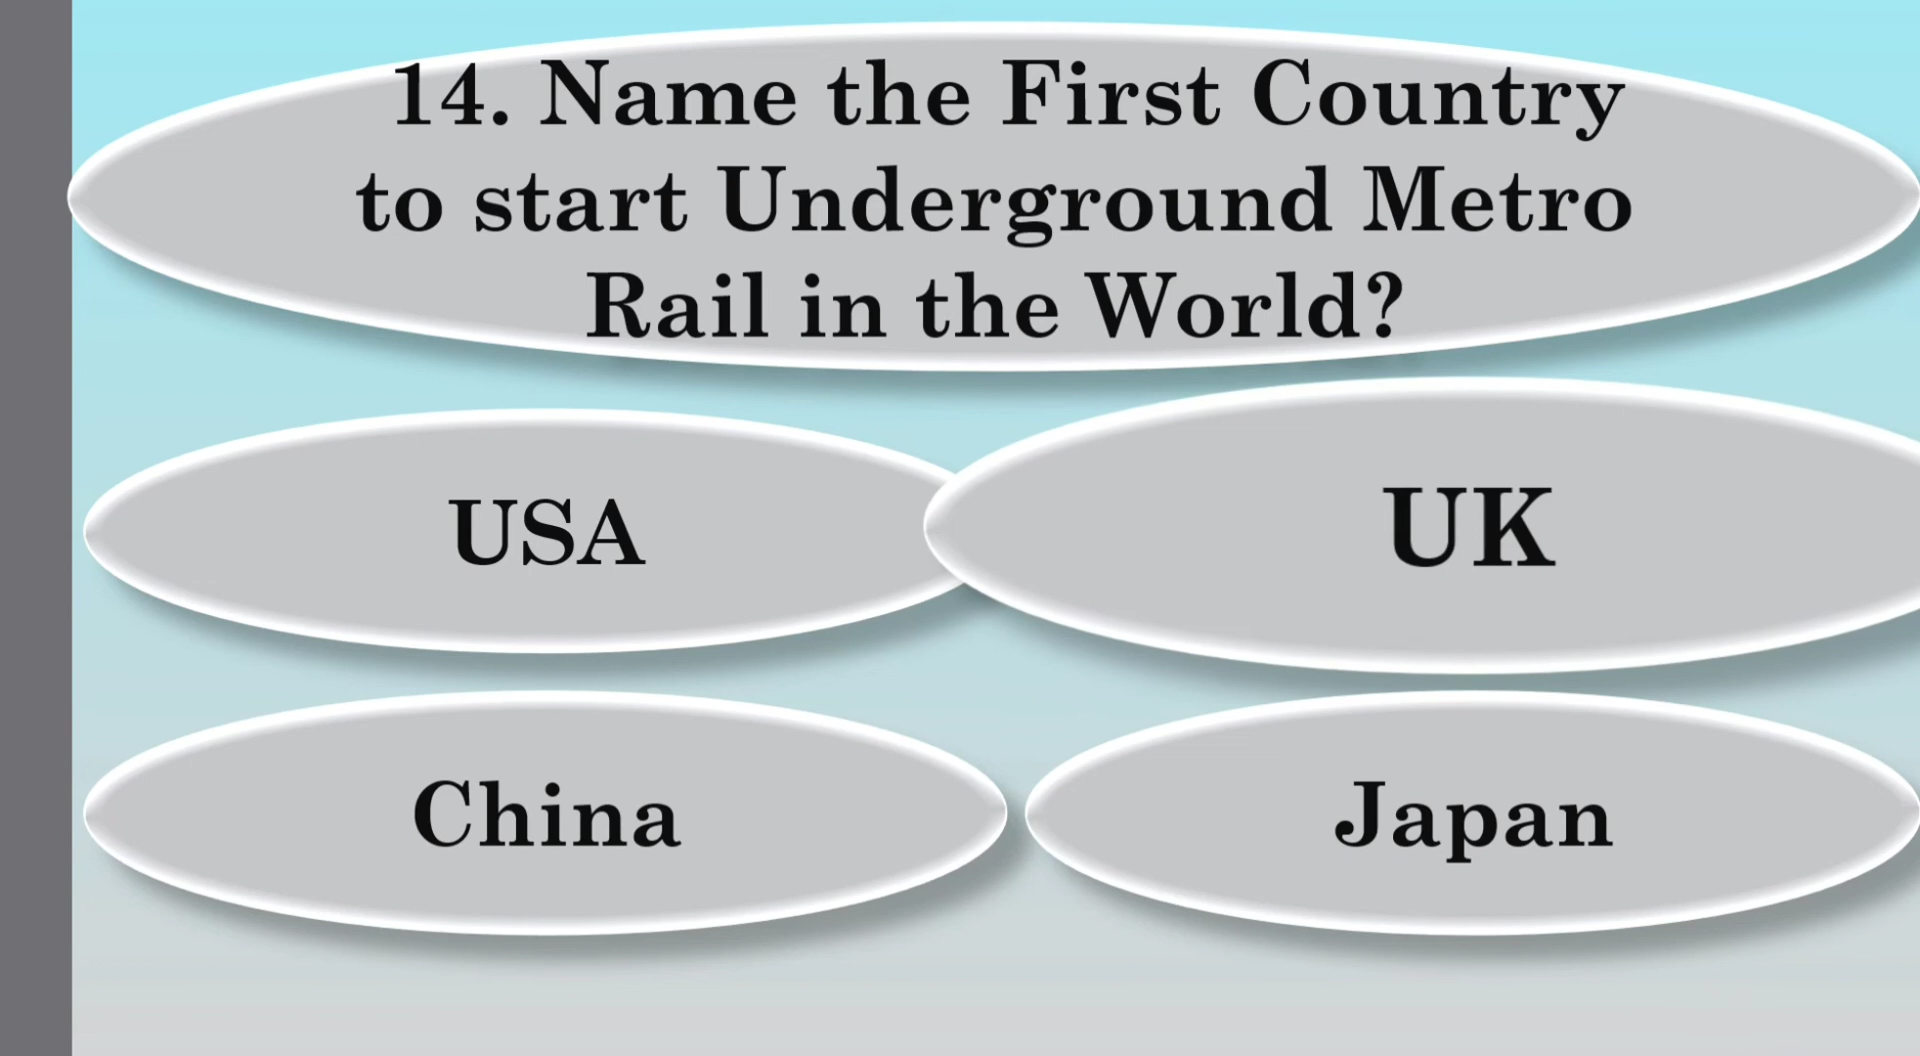 14. Name the First Country
to start Underground Metro
Rail in the World?
USA
UK
China
Japan